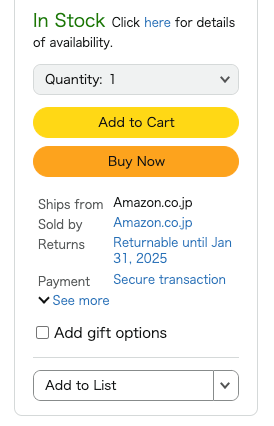 In Stock Click here for details
of availability.
Quantity: 1
Add to Cart
Buy Now
Ships from Amazon.co.jp
Sold by Amazon.co.jp
Returns Returnable until Jan
31, 2025
Payment Secure transaction
See more
Add gift options
Add to List